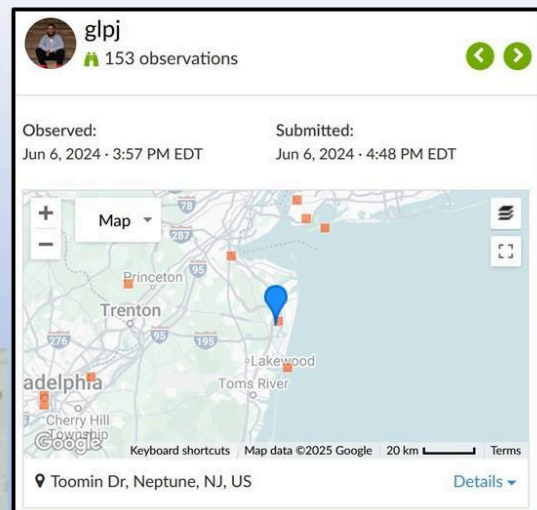 glpj
153 observations
Observed:
Submitted:
Jun 6, 2024 · 3:57 PM EDT
Jun 6, 2024 · 4:48 PM EDT
+
Map
−
78
287
95
Princeton
Trenton
95
276
195
Lakewood
adelphia
Toms River
Cherry Hill
Township
Google
Keyboard shortcuts
Map data ©2025 Google
20 km
Terms
Toomin Dr, Neptune, NJ, US
Details